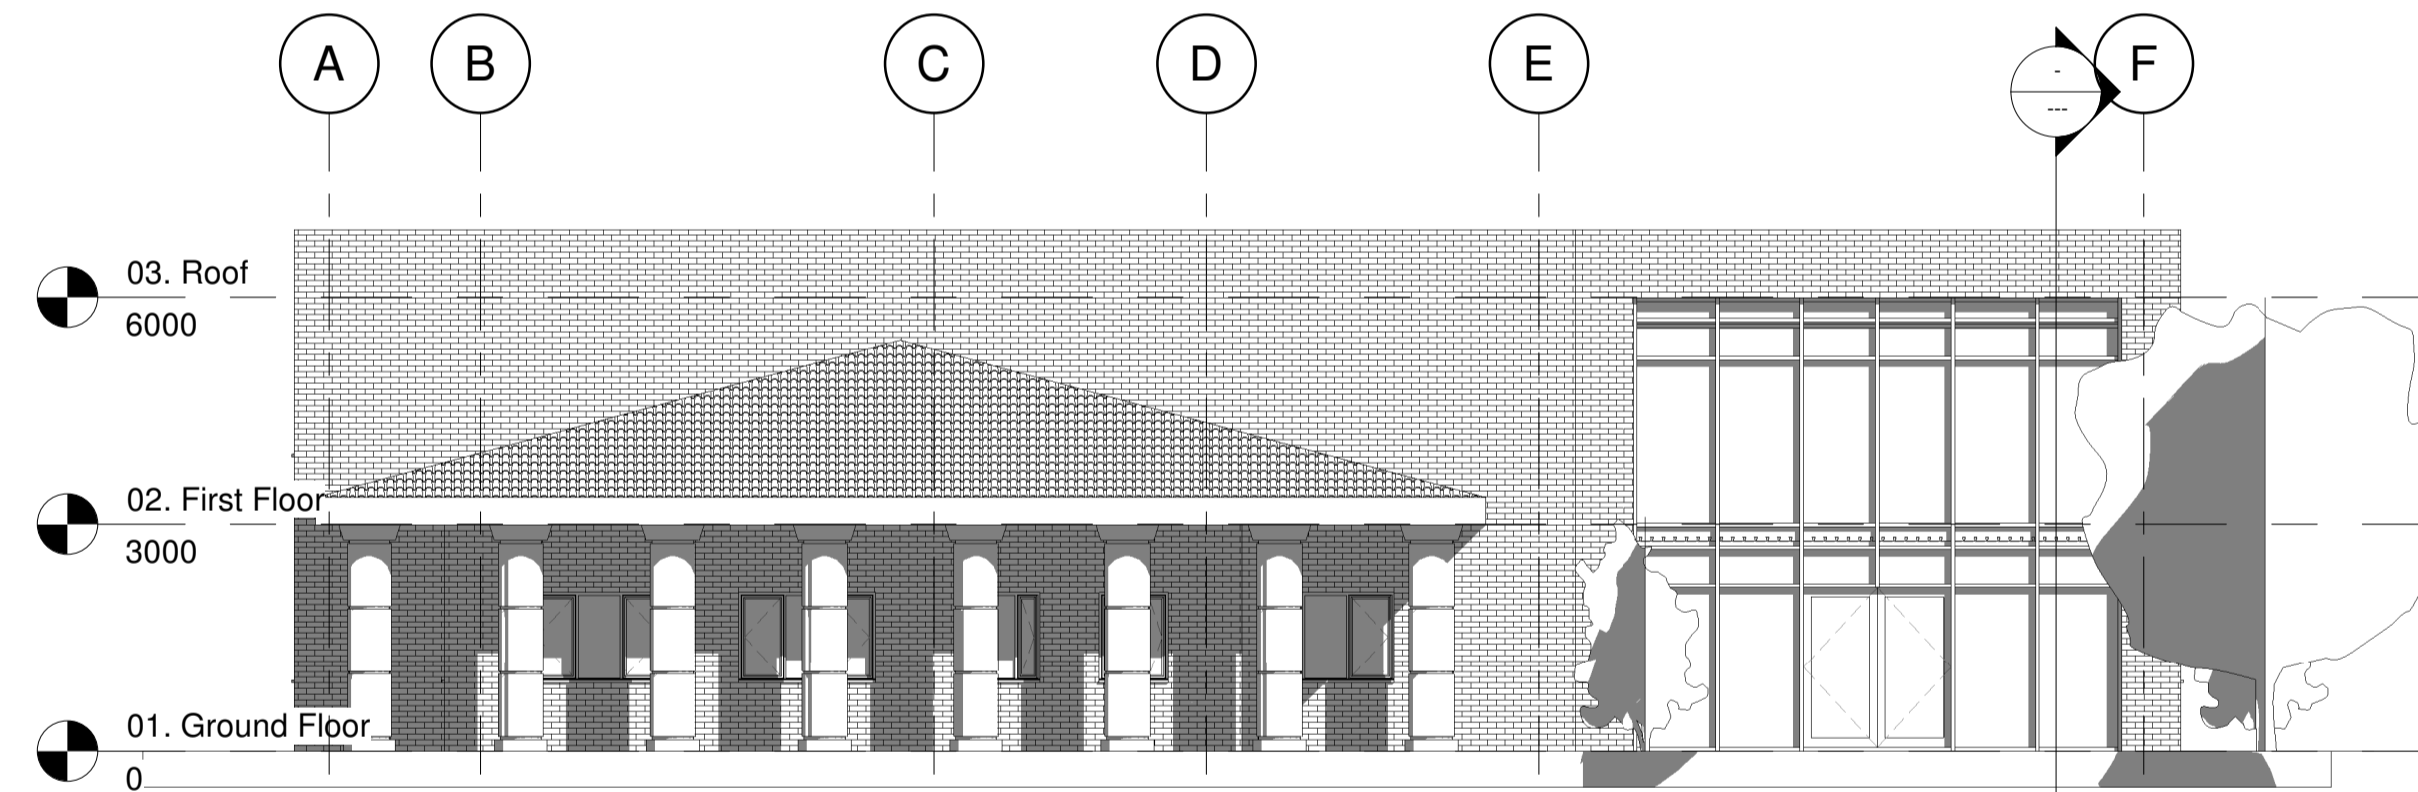 A B C D E F
-
---
03. Roof
6000
02. First Floor
3000
01. Ground Floor
0